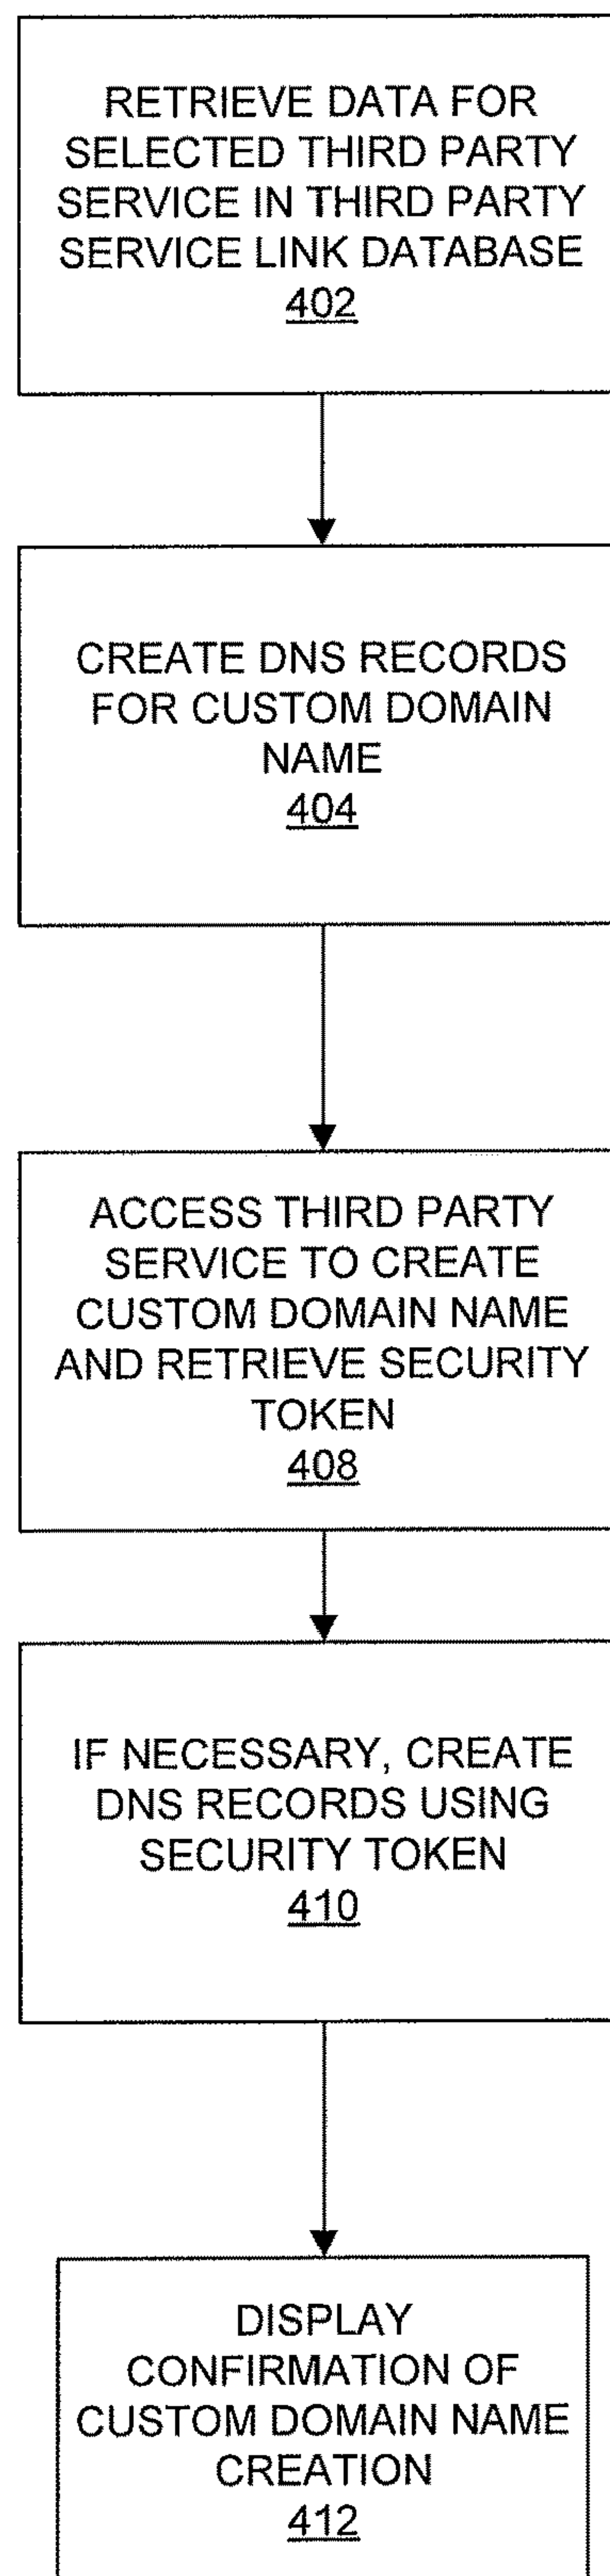 RETRIEVE DATA FOR
SELECTED THIRD PARTY
SERVICE IN THIRD PARTY
SERVICE LINK DATABASE
402
CREATE DNS RECORDS
FOR CUSTOM DOMAIN
NAME
404
ACCESS THIRD PARTY
SERVICE TO CREATE
CUSTOM DOMAIN NAME
AND RETRIEVE SECURITY
TOKEN
408
IF NECESSARY, CREATE
DNS RECORDS USING
SECURITY TOKEN
410
DISPLAY
CONFIRMATION OF
CUSTOM DOMAIN NAME
CREATION
412